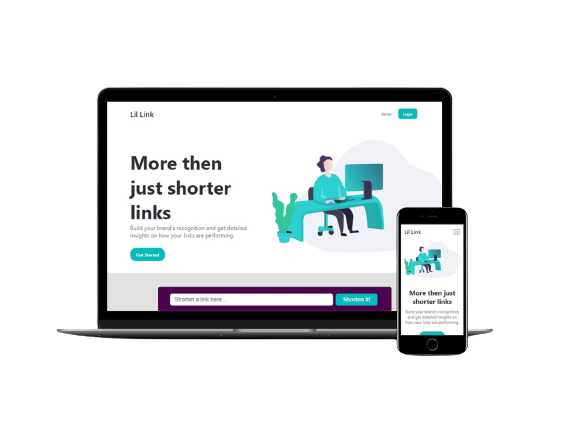 Lil Link
Home
Login
More then
just shorter
links
Build your brand's recognition and get detailed
insights on how your links are performing.
Get Started
Shorten a link here...
Shorten It!
Lil Link
More then just
shorter links
Build your brand's recognition
and get detailed insights on how
your links are performing.